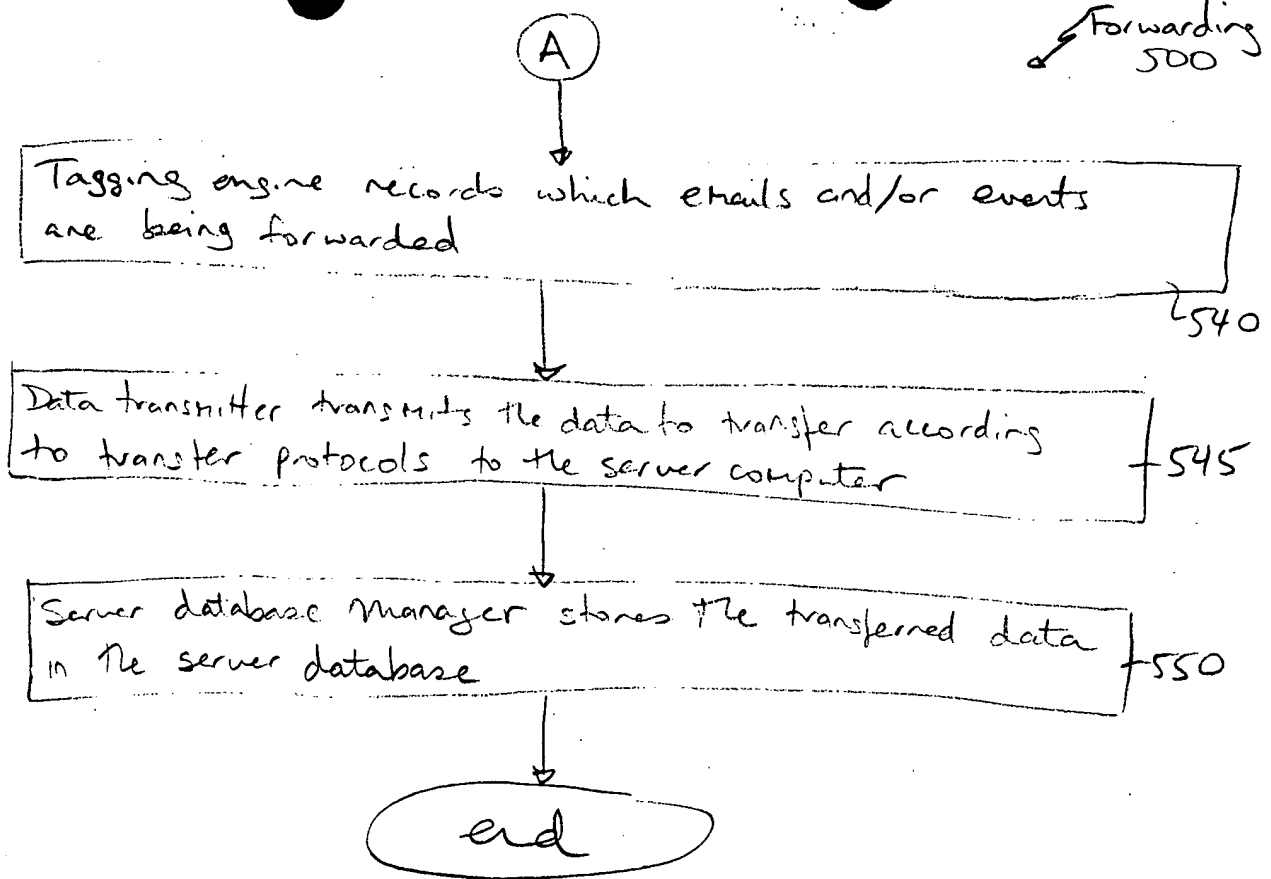 A
Forwarding
500
Tagging engine records which emails and/or events
are being forwarded
540
Data transmitter transmits the data to transfer according
to transfer protocols to the server computer
545
Server database manager stores the transferred data
in the server database
550
end